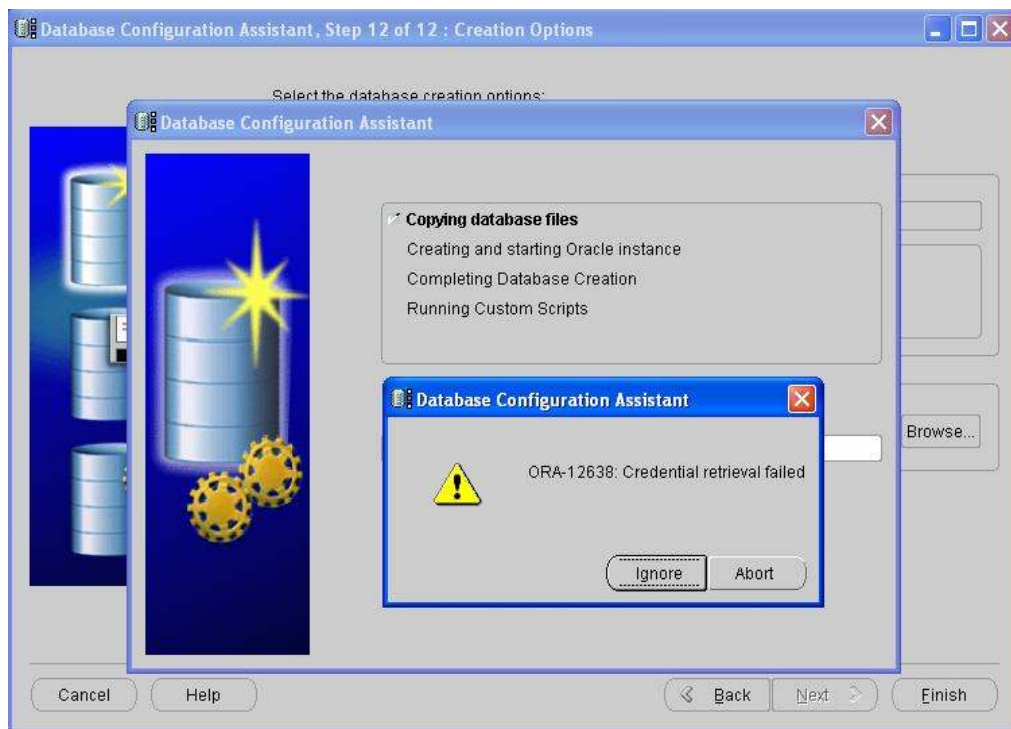 Database Configuration Assistant, Step 12 of 12 : Creation Options
Select the database creation options:
Database Configuration Assistant
Copying database files
Creating and starting Oracle instance
Completing Database Creation
Running Custom Scripts
Database Configuration Assistant
ORA-12638: Credential retrieval failed
Ignore
Abort
Browse...
Cancel
Help
Back
Next
Finish